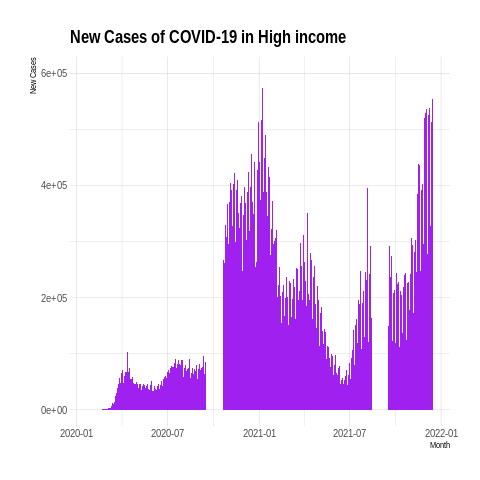 New Cases of COVID-19 in High income
New Cases
6e+05
4e+05
2e+05
0e+00
2020-01 2020-07 2021-01 2021-07 2022-01
Month